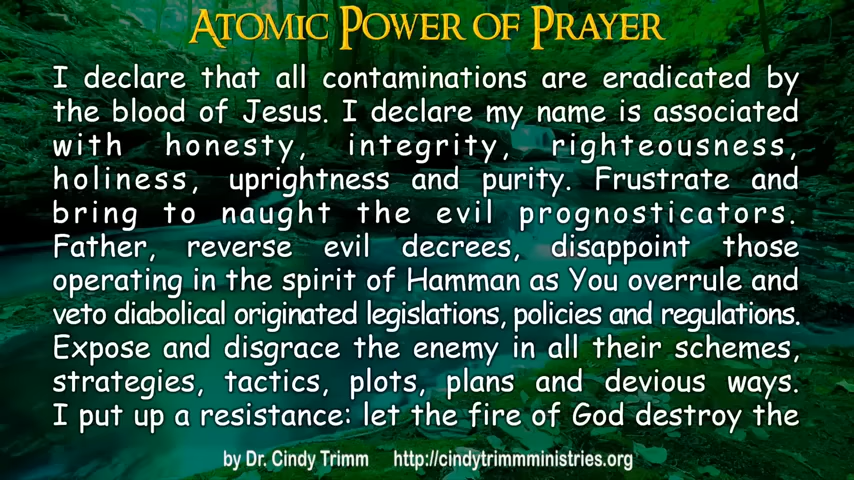 ATOMIC POWER OF PRAYER
I declare that all contaminations are eradicated by
the blood of Jesus. I declare my name is associated
with honesty, integrity, righteousness,
holiness, uprightness and purity. Frustrate and
bring to naught the evil prognosticators.
Father, reverse evil decrees, disappoint those
operating in the spirit of Hamman as You overrule and
veto diabolical originated legislations, policies and regulations.
Expose and disgrace the enemy in all their schemes,
strategies, tactics, plots, plans and devious ways.
I put up a resistance: let the fire of God destroy the
by Dr. Cindy Trimm http://cindytrimmministries.org